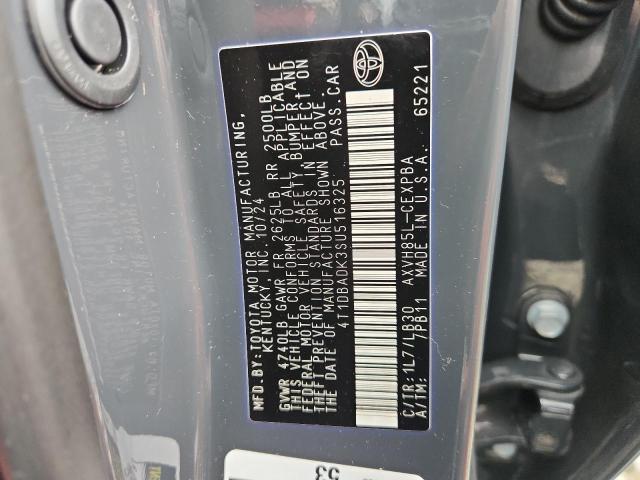 MFD.BY: TOYOTA MOTOR MANUFACTURING,
KENTUCKY, INC. 10/24
GVWR 4740LB GAWR FR 2625LB RR 2500LB
THIS VEHICLE CONFORMS TO ALL APPLICABLE
FEDERAL MOTOR VEHICLE SAFETY BUMPER AND
THEFT PREVENTION STANDARDS IN EFFECT ON
THE DATE OF MANUFACTURE SHOWN ABOVE.
4T1DBADK3SU516325 PASS. CAR
C/TR: 1L7/LB30 AXVH85L-CEXPBA
A/TM: /PB11 MADE IN U.S.A. 65221
53